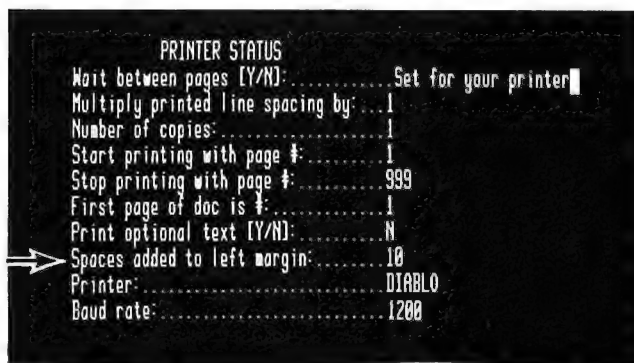 PRINTER STATUS
Wait between pages [Y/N]:............Set for your printer
Multiply printed line spacing by:...1
Number of copies:...................1
Start printing with page #:.........1
Stop printing with page #:..........999
First page of doc is #:.............1
Print optional text [Y/N]:..........N
Spaces added to left margin:........10
Printer:............................DIABLO
Baud rate:..........................1200